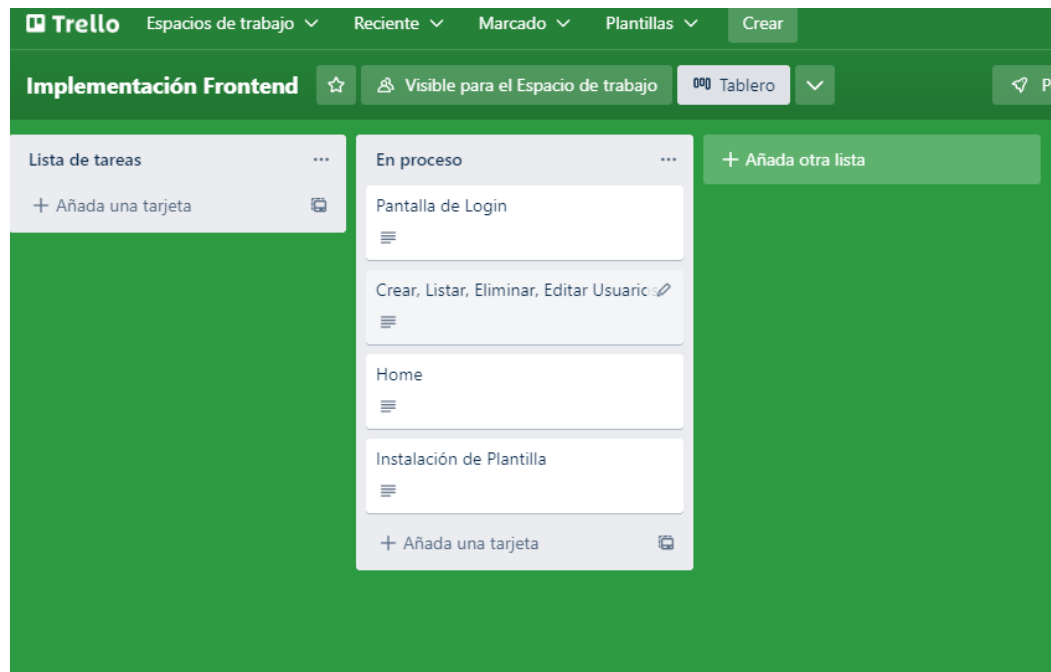 Trello Espacios de trabajo Reciente Marcado Plantillas Crear
Implementación Frontend Visible para el Espacio de trabajo Tablero P
Lista de tareas
+ Añada una tarjeta
En proceso
Pantalla de Login
Crear, Listar, Eliminar, Editar Usuarios
Home
Instalación de Plantilla
+ Añada una tarjeta
+ Añada otra lista